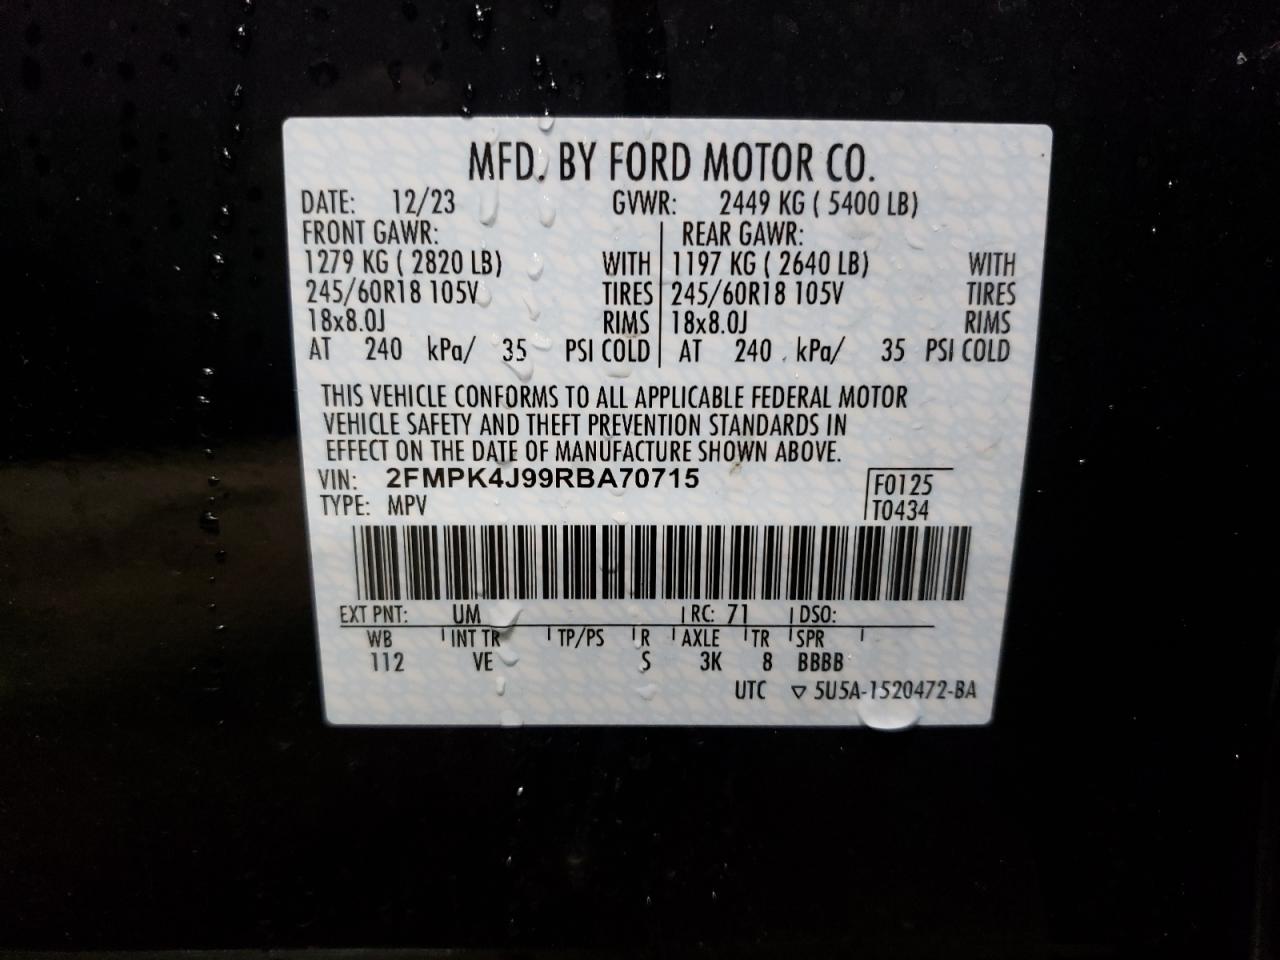 MFD. BY FORD MOTOR CO.
DATE: 12/23 GVWR: 2449 KG ( 5400 LB)
FRONT GAWR: REAR GAWR:
1279 KG ( 2820 LB) WITH 1197 KG ( 2640 LB) WITH
245/60R18 105V TIRES 245/60R18 105V TIRES
18x8.0J RIMS 18x8.0J RIMS
AT 240 kPa/ 35 PSI COLD AT 240 kPa/ 35 PSI COLD
THIS VEHICLE CONFORMS TO ALL APPLICABLE FEDERAL MOTOR
VEHICLE SAFETY AND THEFT PREVENTION STANDARDS IN
EFFECT ON THE DATE OF MANUFACTURE SHOWN ABOVE.
VIN: 2FMPK4J99RBA70715 F0125
TYPE: MPV T0434
EXT PNT: UM RC: 71 DSO:
WB INT TR TP/PS R AXLE TR SPR
112 VE S 3K 8 BBBB
UTC ▽ 5U5A-1520472-BA